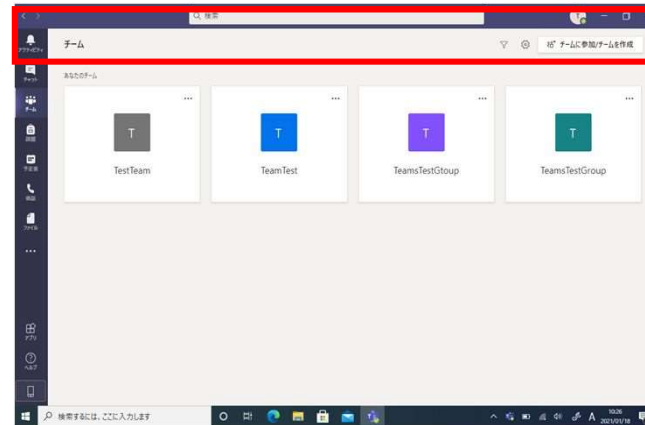 検索
チーム
チームに参加/チームを作成
あなたのチーム
アクティビティ
チャット
チーム
課題
予定表
通話
ファイル
アプリ
ヘルプ
T
TestTeam
T
TeamTest
T
TeamsTestGtoup
T
TeamsTestGroup
検索するには、ここに入力します
A
10:26
2021/01/18